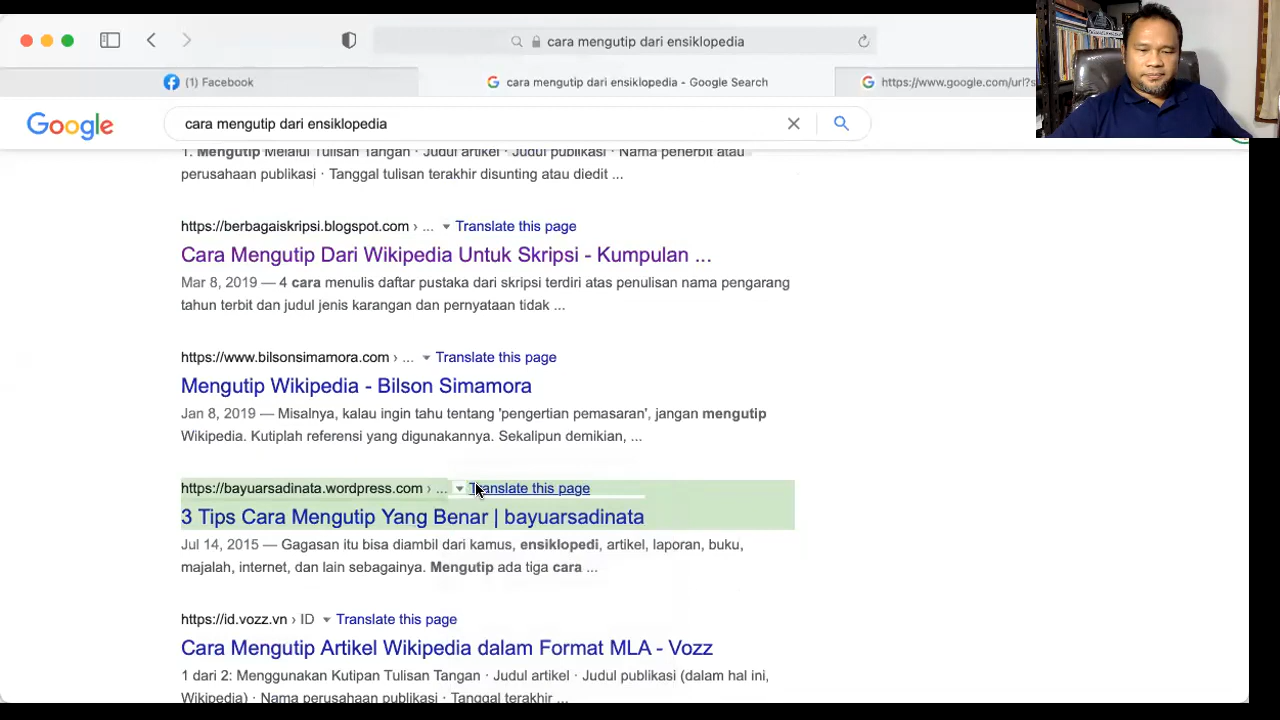 cara mengutip dari ensiklopedia
(1) Facebook
cara mengutip dari ensiklopedia - Google Search
https://www.google.com/url?s
Google
cara mengutip dari ensiklopedia
1. Mengutip Melalui Tulisan Tangan · Judul artikel · Judul publikasi · Nama penerbit atau
perusahaan publikasi · Tanggal tulisan terakhir disunting atau diedit ...
https://berbagaiskripsi.blogspot.com › ... Translate this page
Cara Mengutip Dari Wikipedia Untuk Skripsi - Kumpulan ...
Mar 8, 2019 — 4 cara menulis daftar pustaka dari skripsi terdiri atas penulisan nama pengarang
tahun terbit dan judul jenis karangan dan pernyataan tidak ...
https://www.bilsonsimamora.com › ... Translate this page
Mengutip Wikipedia - Bilson Simamora
Jan 8, 2019 — Misalnya, kalau ingin tahu tentang 'pengertian pemasaran', jangan mengutip
Wikipedia. Kutiplah referensi yang digunakannya. Sekalipun demikian, ...
https://bayuarsadinata.wordpress.com › ... Translate this page
3 Tips Cara Mengutip Yang Benar | bayuarsadinata
Jul 14, 2015 — Gagasan itu bisa diambil dari kamus, ensiklopedi, artikel, laporan, buku,
majalah, internet, dan lain sebagainya. Mengutip ada tiga cara ...
https://id.vozz.vn › ID Translate this page
Cara Mengutip Artikel Wikipedia dalam Format MLA - Vozz
1 dari 2: Menggunakan Kutipan Tulisan Tangan · Judul artikel · Judul publikasi (dalam hal ini,
Wikipedia) · Nama perusahaan publikasi · Tanggal terakhir ...